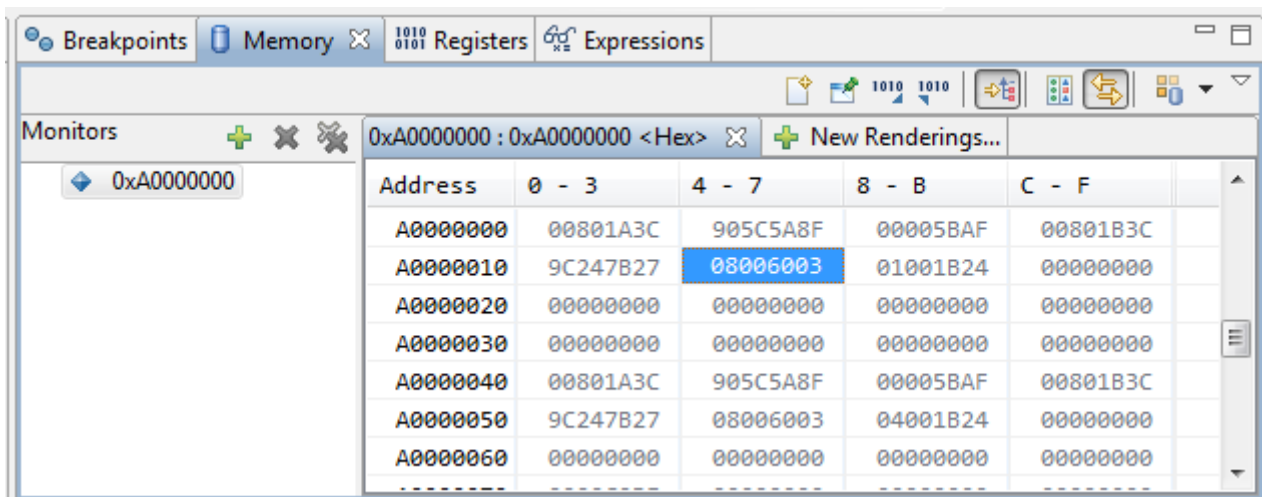 Breakpoints Memory Registers Expressions
Monitors 0xA0000000 : 0xA0000000 <Hex> New Renderings...
0xA0000000
Address 0 - 3 4 - 7 8 - B C - F
A0000000 00801A3C 905C5A8F 00005BAF 00801B3C
A0000010 9C247B27 08006003 01001B24 00000000
A0000020 00000000 00000000 00000000 00000000
A0000030 00000000 00000000 00000000 00000000
A0000040 00801A3C 905C5A8F 00005BAF 00801B3C
A0000050 9C247B27 08006003 04001B24 00000000
A0000060 00000000 00000000 00000000 00000000